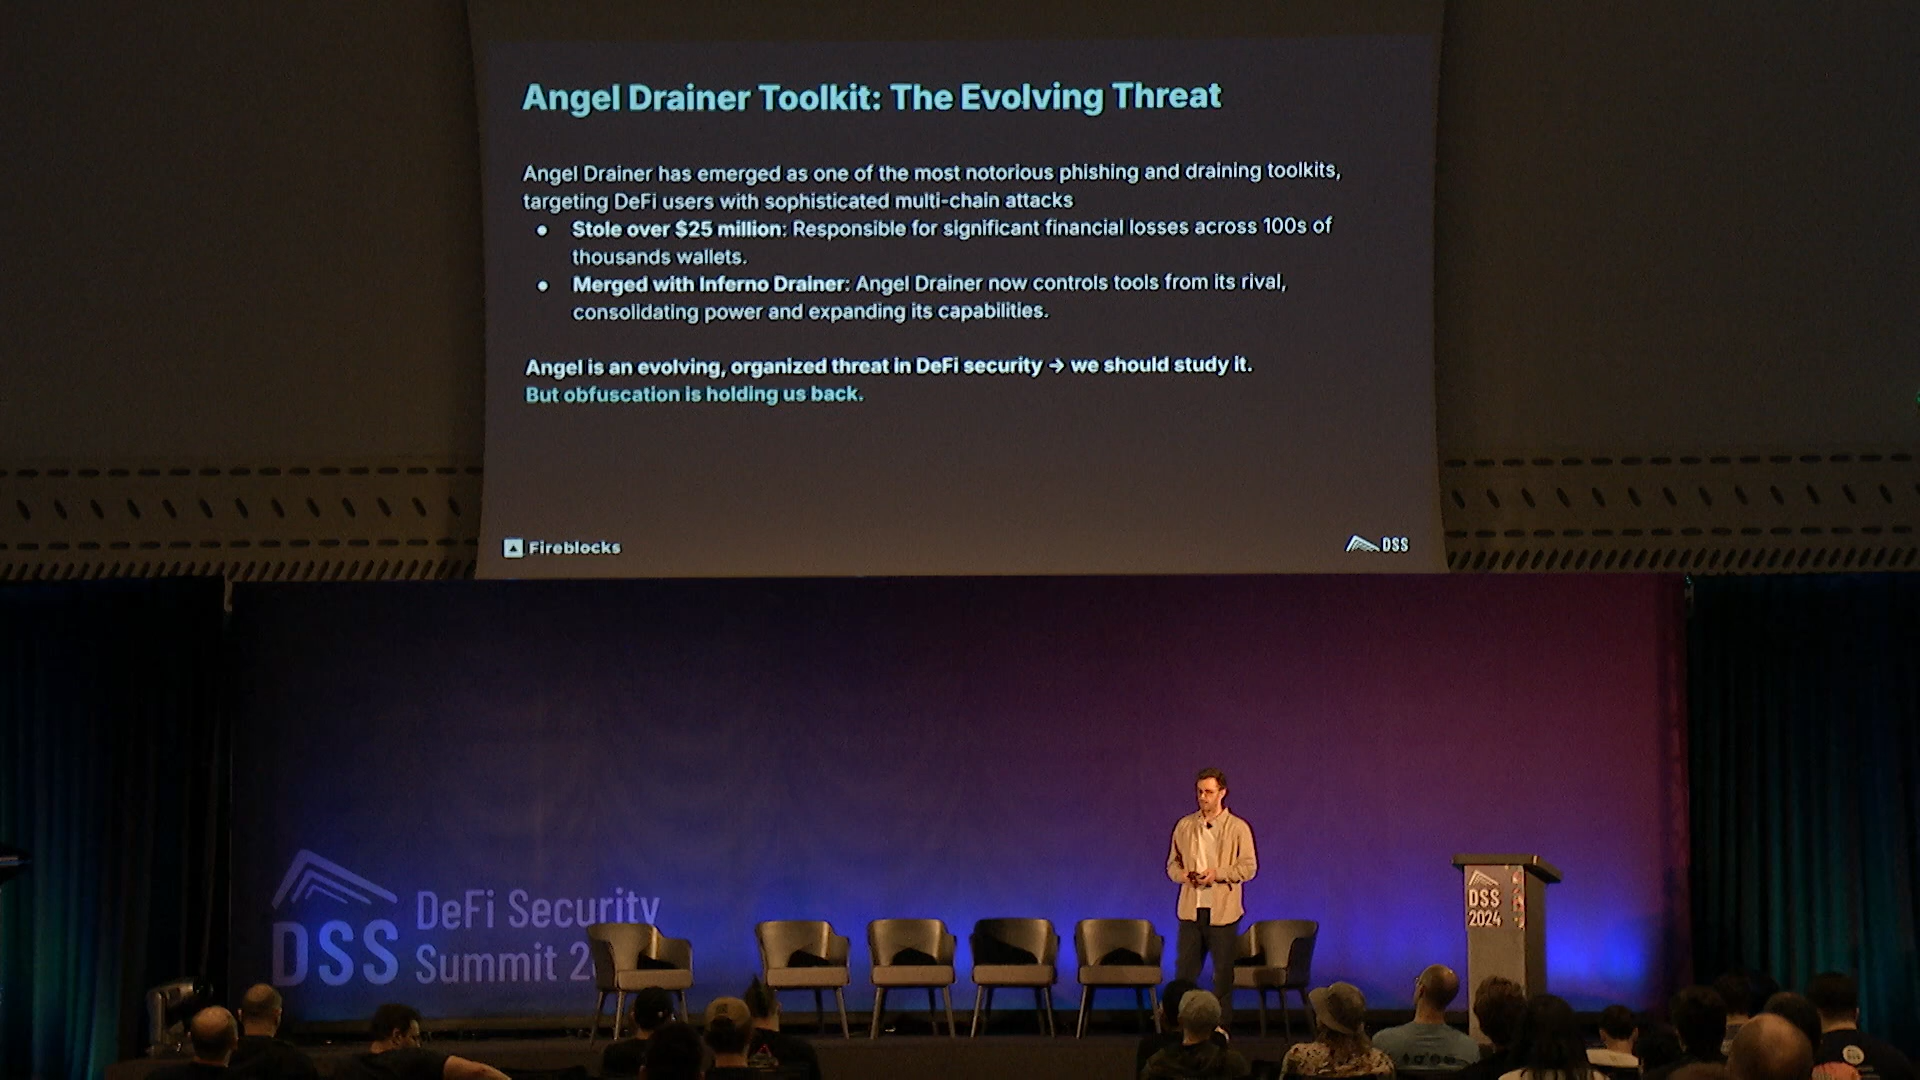 Angel Drainer Toolkit: The Evolving Threat
Angel Drainer has emerged as one of the most notorious phishing and draining toolkits,
targeting DeFi users with sophisticated multi-chain attacks
● Stole over $25 million: Responsible for significant financial losses across 100s of
thousands wallets.
● Merged with Inferno Drainer: Angel Drainer now controls tools from its rival,
consolidating power and expanding its capabilities.
Angel is an evolving, organized threat in DeFi security → we should study it.
But obfuscation is holding us back.
Fireblocks
DSS
DSS
DeFi Security
Summit 2
DSS
2024